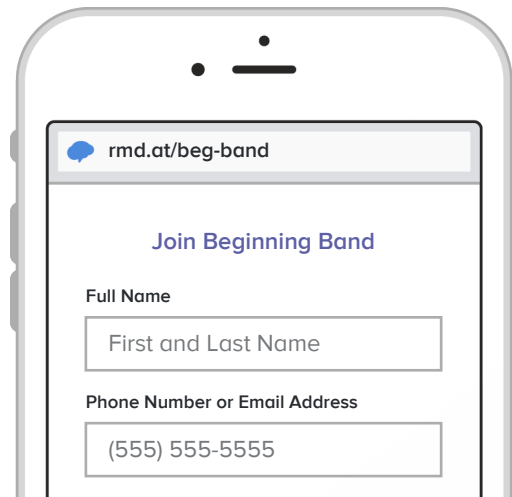 rmd.at/beg-band
Join Beginning Band
Full Name
First and Last Name
Phone Number or Email Address
(555) 555-5555